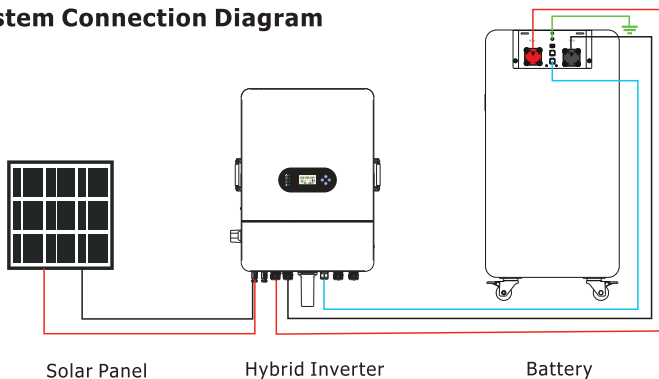 stem Connection Diagram
Solar Panel
Hybrid Inverter
Battery